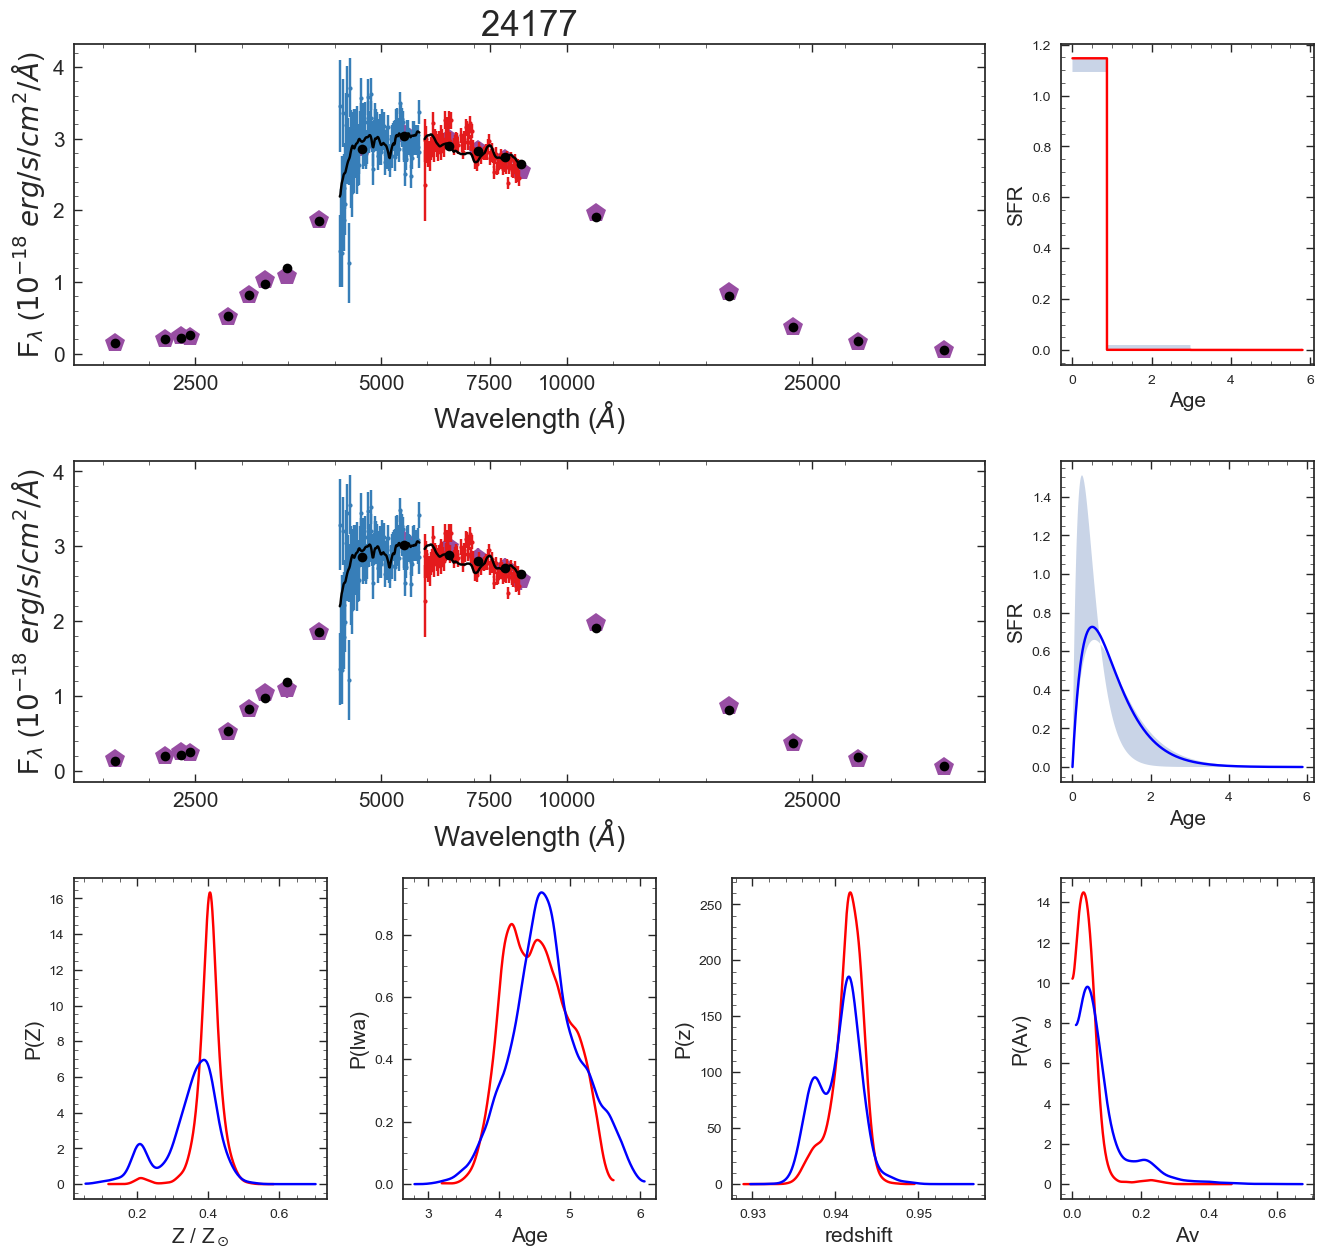 24177
F_λ (10^−18 erg/s/cm^2/Å)
4
3
2
1
0
2500 5000 7500 10000 25000
Wavelength (Å)
SFR
1.2
1.0
0.8
0.6
0.4
0.2
0.0
0 2 4 6
Age
F_λ (10^−18 erg/s/cm^2/Å)
4
3
2
1
0
2500 5000 7500 10000 25000
Wavelength (Å)
SFR
1.4
1.2
1.0
0.8
0.6
0.4
0.2
0.0
0 2 4 6
Age
P(Z)
16
14
12
10
8
6
4
2
0
0.2 0.4 0.6
Z / Z⊙
P(lwa)
0.8
0.6
0.4
0.2
0.0
3 4 5 6
Age
P(z)
250
200
150
100
50
0
0.93 0.94 0.95
redshift
P(Av)
14
12
10
8
6
4
2
0
0.0 0.2 0.4 0.6
Av